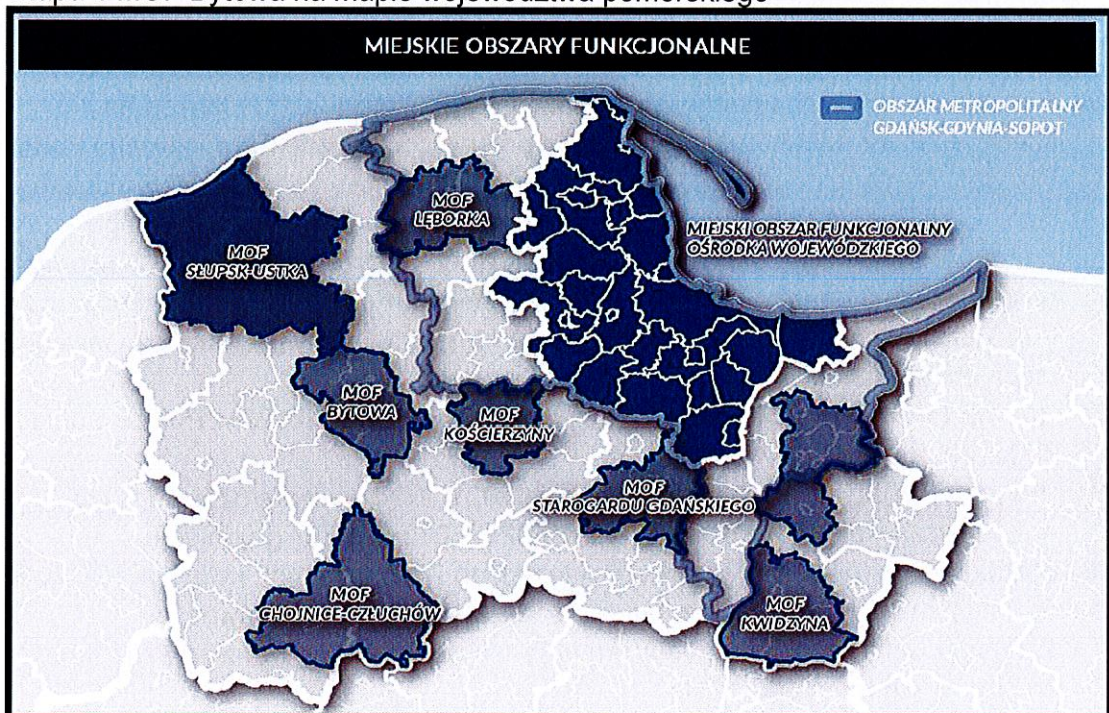 MIEJSKIE OBSZARY FUNKCJONALNE
OBSZAR METROPOLITALNY
GDAŃSK-GDYNIA-SOPOT
MOF
LĘBORKA
MIEJSKI OBSZAR FUNKCJONALNY
OŚRODKA WOJEWÓDZKIEGO
MOF
SŁUPSK-USTKA
MOF
BYTOWA
MOF
KOŚCIERZYNY
MOF
STAROGARDU GDAŃSKIEGO
MOF
CHOJNICE-CZŁUCHÓW
MOF
KWIDZYNA